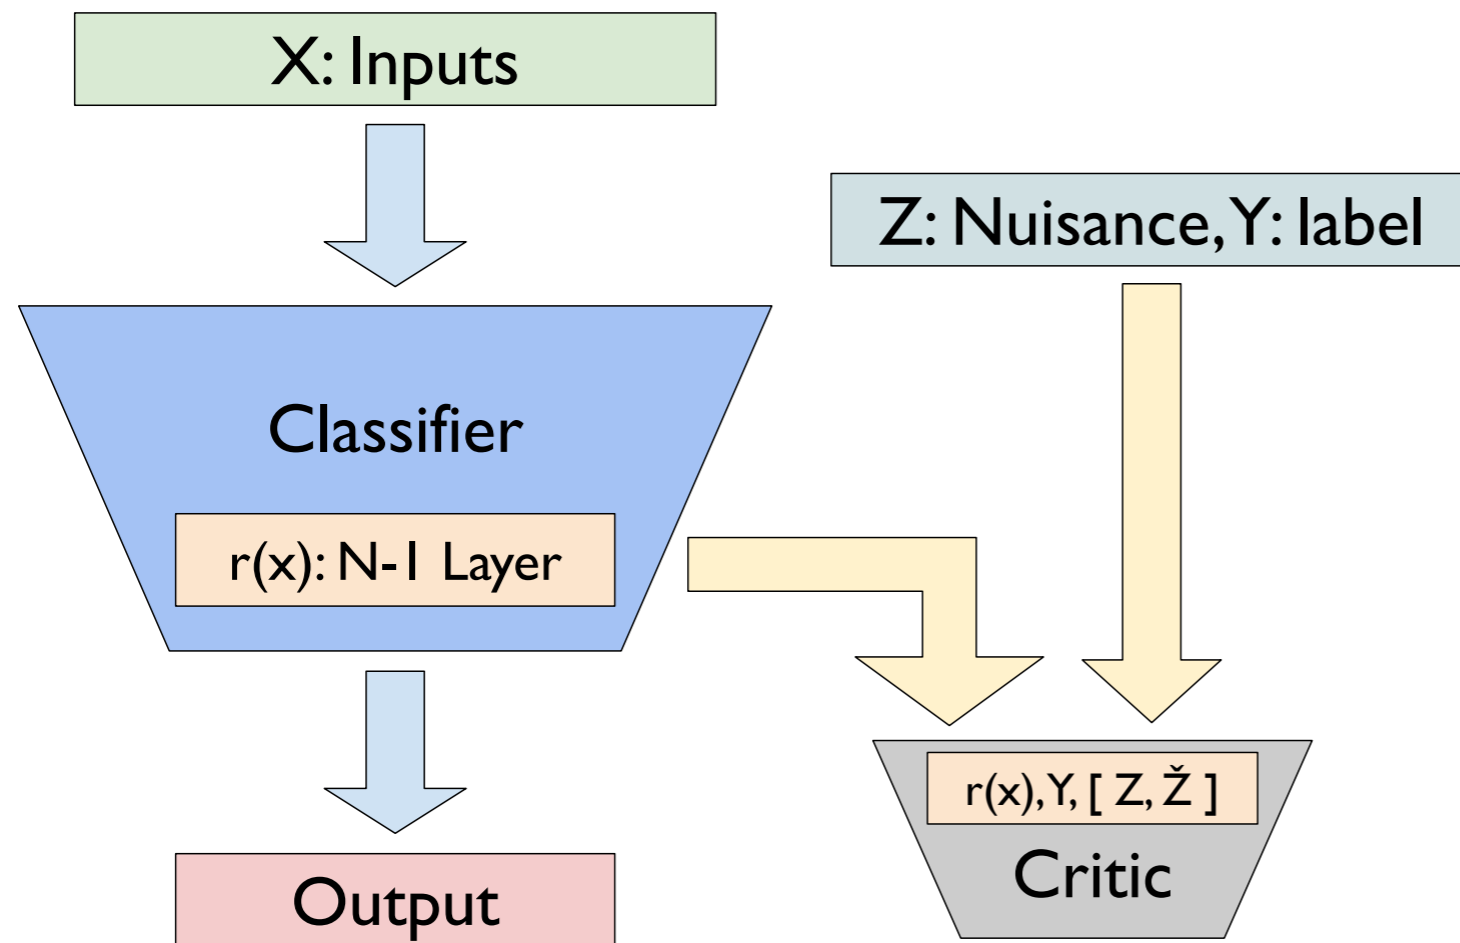 X: Inputs
Z: Nuisance, Y: label
Classifier
r(x): N-1 Layer
r(x), Y, [ Z, Ž ]
Critic
Output